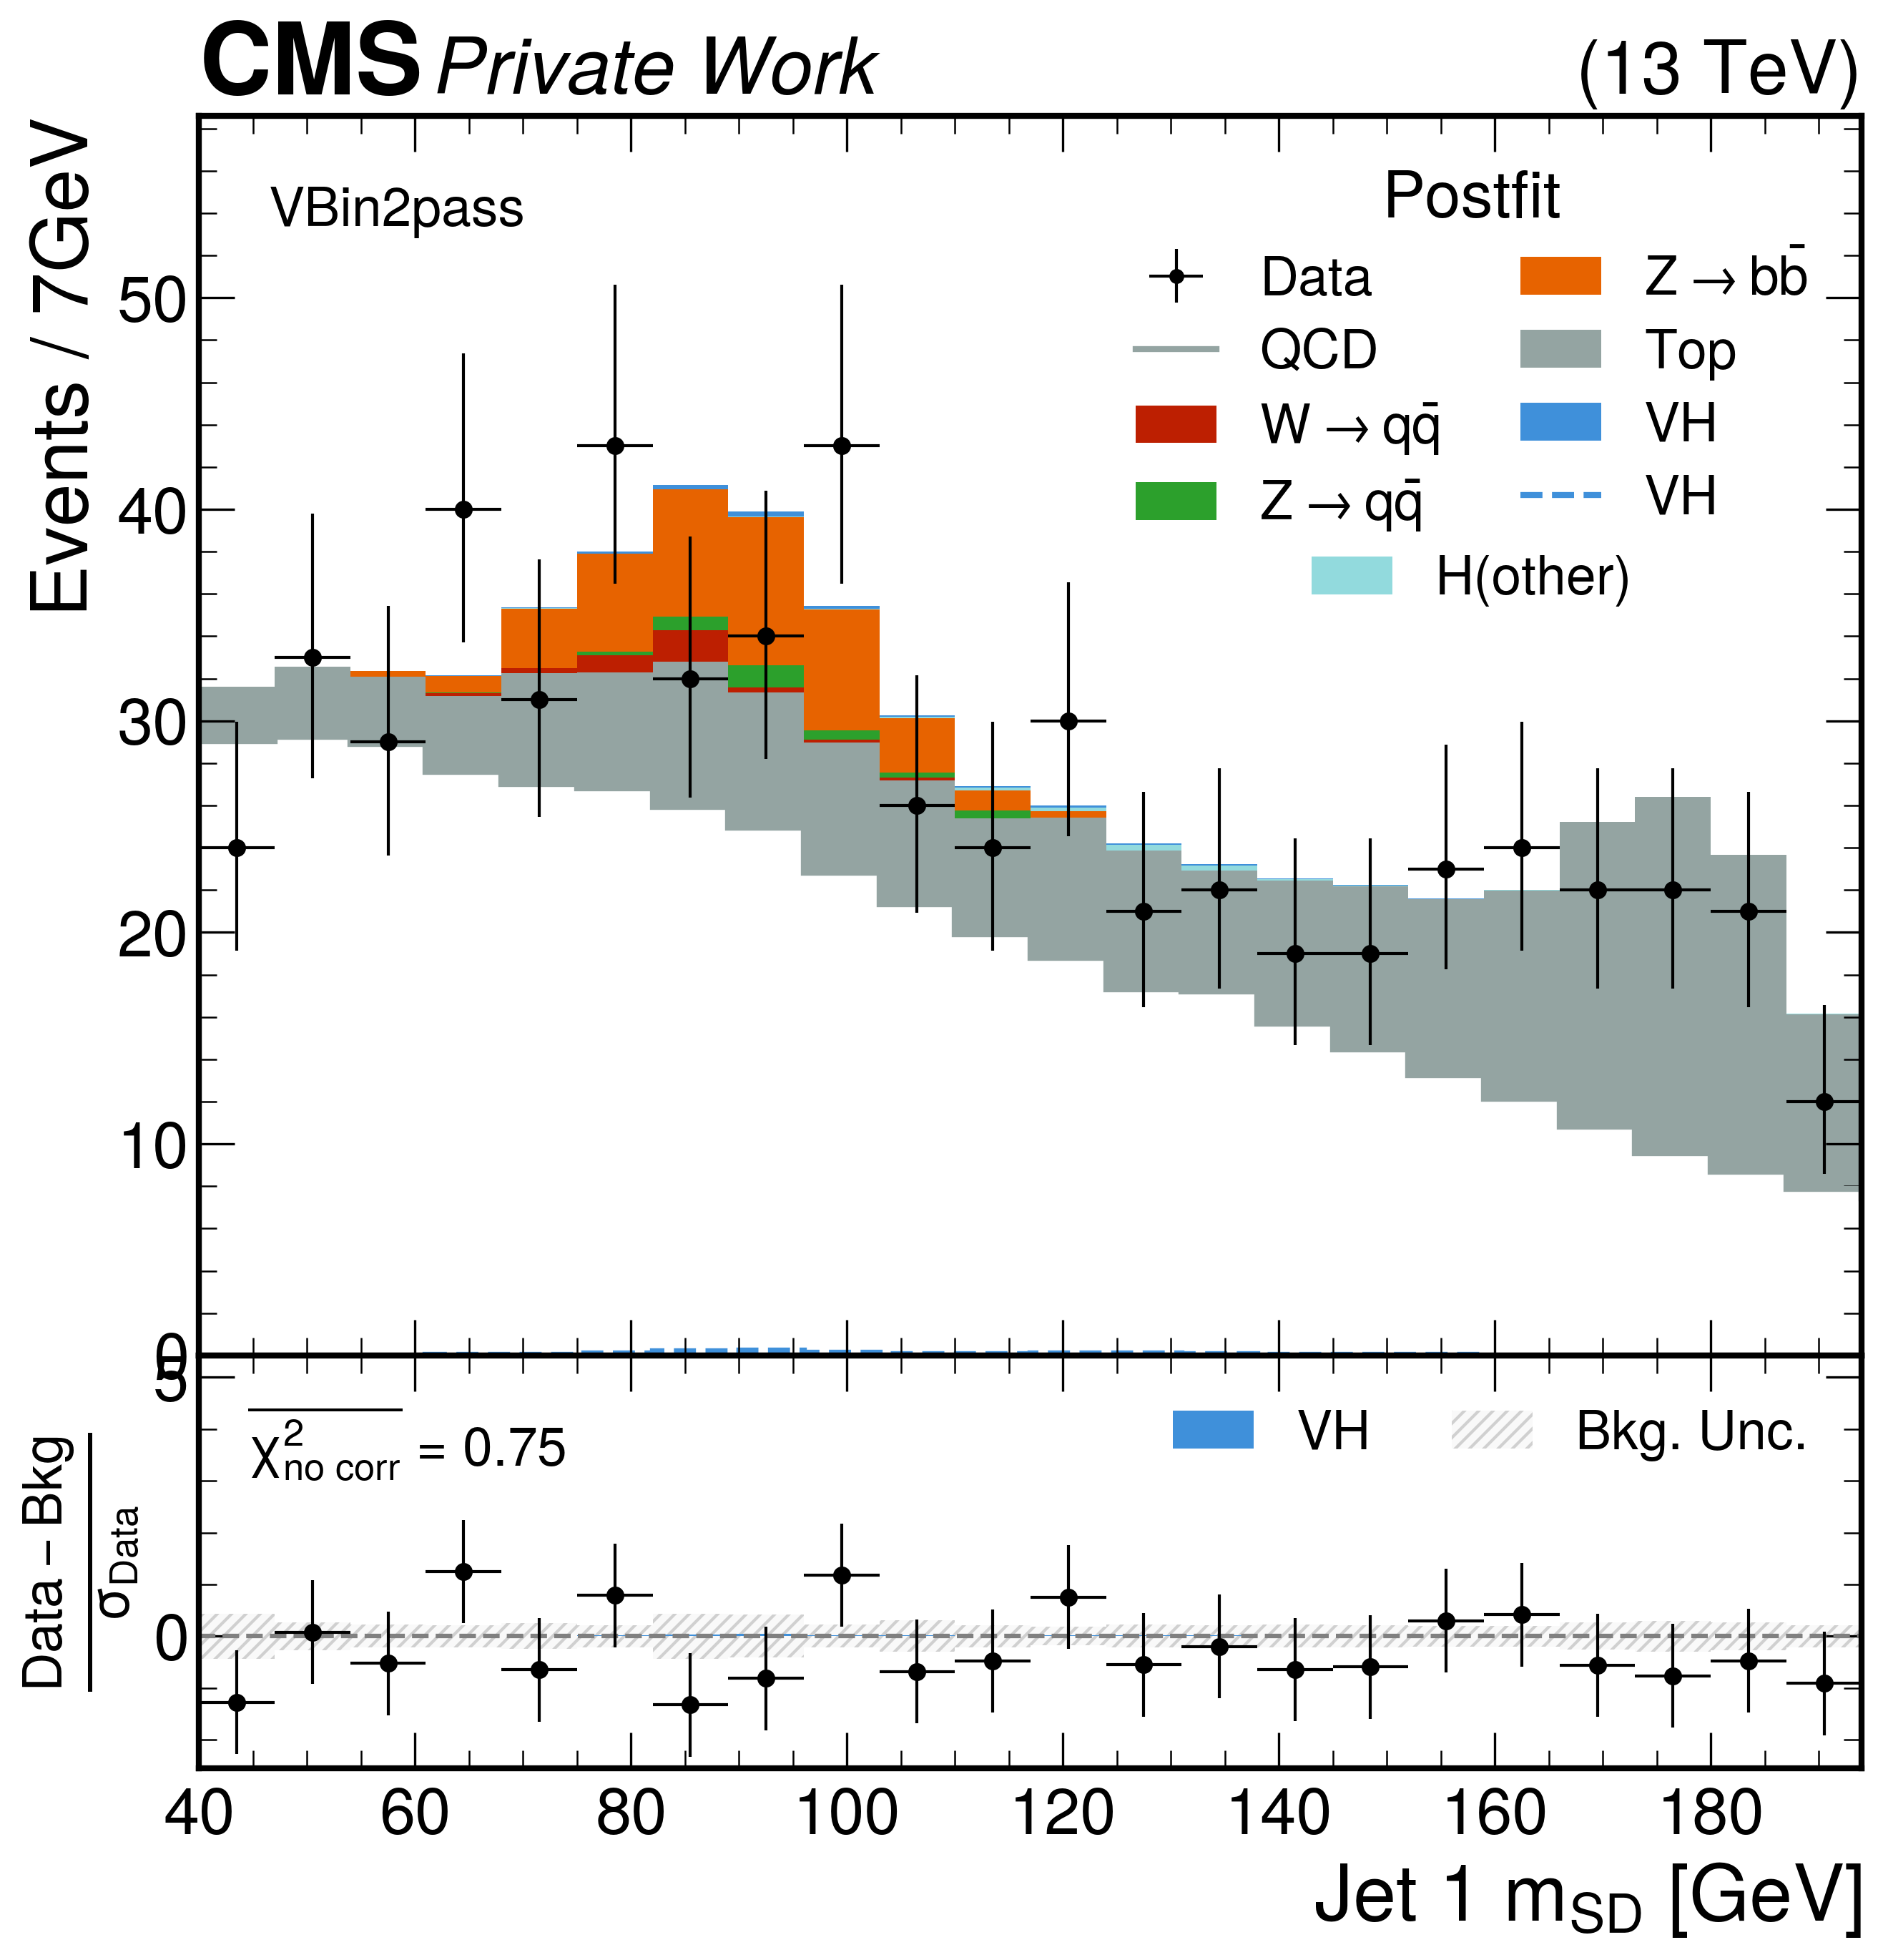 CMS Private Work (13 TeV)
Events / 7GeV
VBin2pass
Postfit
Data
QCD
W → qq̄
Z → qq̄
Z → bb̄
Top
VH
VH
H(other)
50
40
30
20
10
0
5
0
Data − Bkg
σData
χ²no corr = 0.75
VH
Bkg. Unc.
40 60 80 100 120 140 160 180
Jet 1 mSD [GeV]